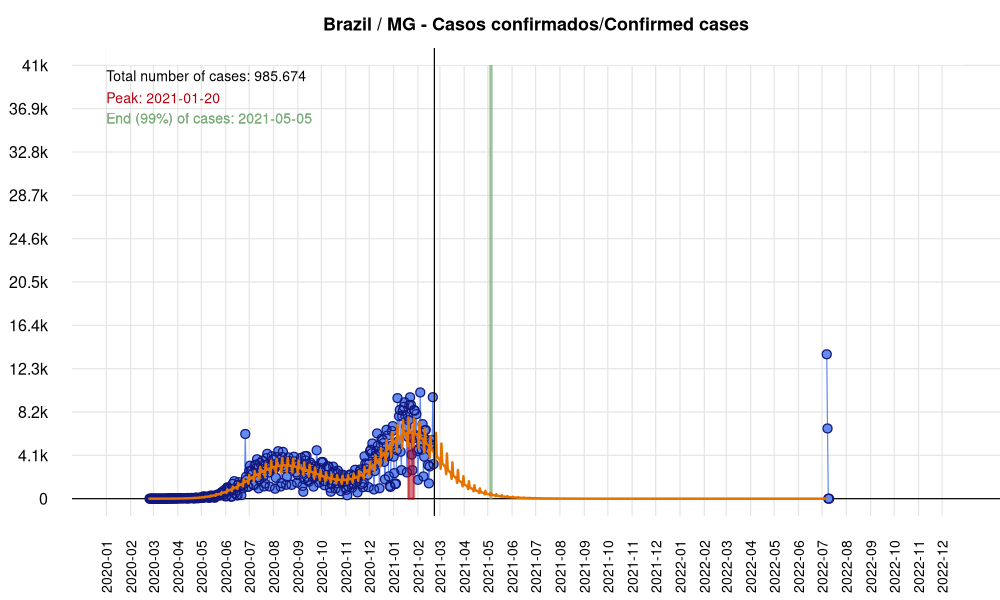 Brazil / MG - Casos confirmados/Confirmed cases
Total number of cases: 985.674
Peak: 2021-01-20
End (99%) of cases: 2021-05-05
41k
36.9k
32.8k
28.7k
24.6k
20.5k
16.4k
12.3k
8.2k
4.1k
0
2020-01
2020-02
2020-03
2020-04
2020-05
2020-06
2020-07
2020-08
2020-09
2020-10
2020-11
2020-12
2021-01
2021-02
2021-03
2021-04
2021-05
2021-06
2021-07
2021-08
2021-09
2021-10
2021-11
2021-12
2022-01
2022-02
2022-03
2022-04
2022-05
2022-06
2022-07
2022-08
2022-09
2022-10
2022-11
2022-12